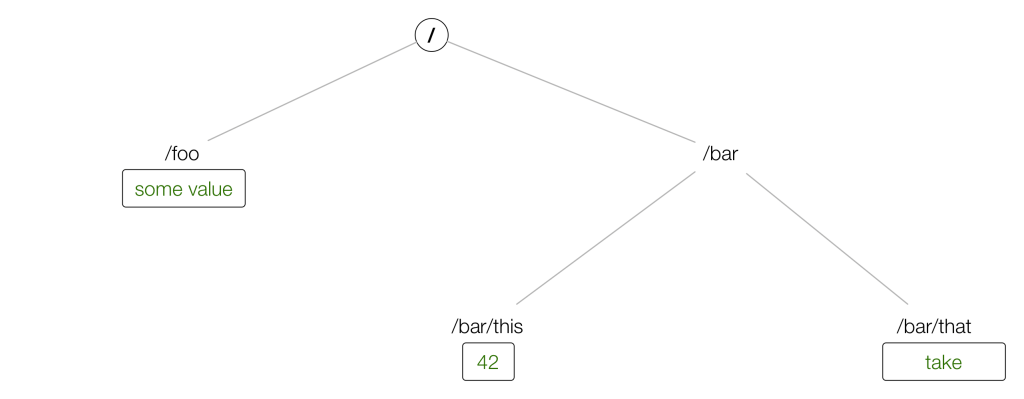 /
/foo
some value
/bar
/bar/this
42
/bar/that
take